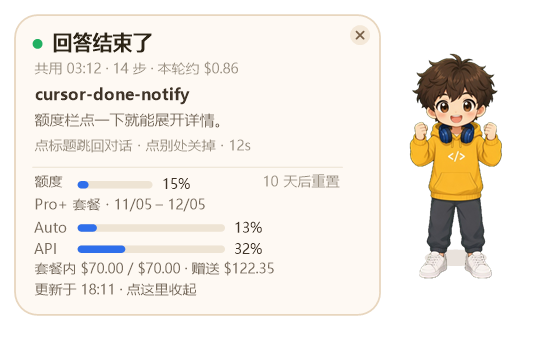 回答结束了
共用 03:12 · 14 步 · 本轮约 $0.86
cursor-done-notify
额度栏点一下就能展开详情。
点标题跳回对话 · 点别处关掉 · 12s
额度 15% 10 天后重置
Pro+ 套餐 · 11/05 – 12/05
Auto 13%
API 32%
套餐内 $70.00 / $70.00 · 赠送 $122.35
更新于 18:11 · 点这里收起
</>